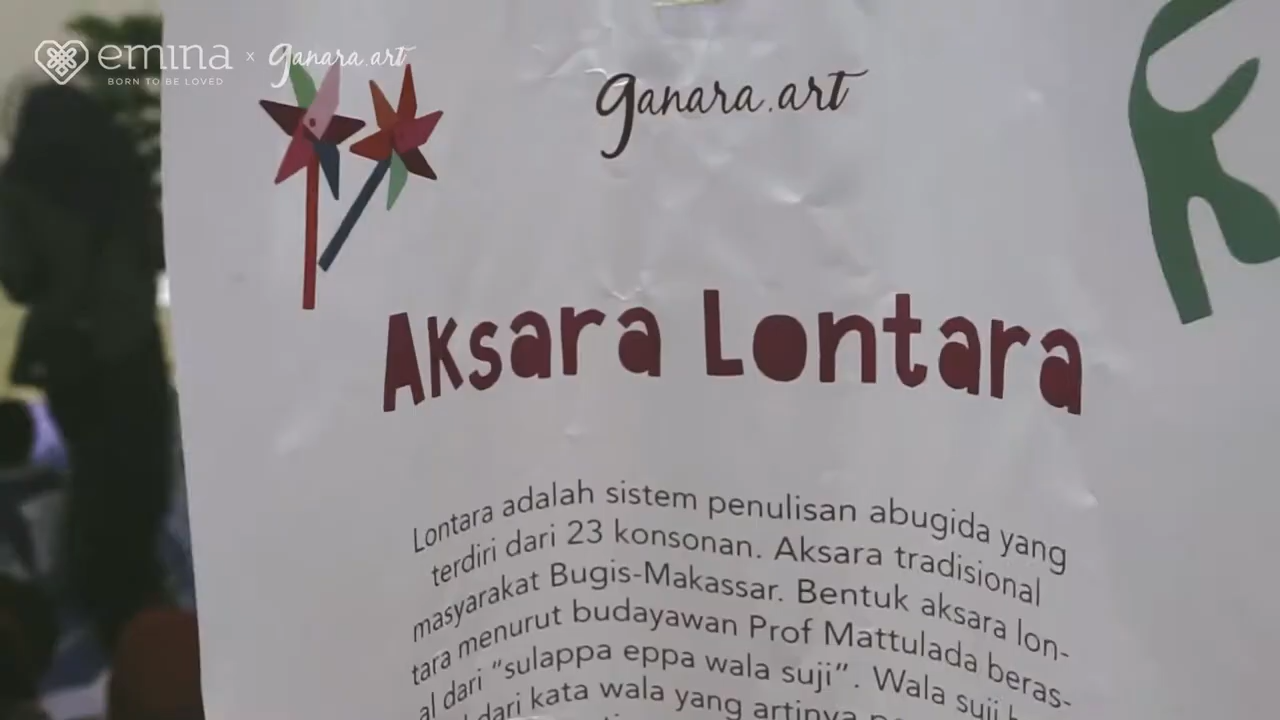 emina x ganara.art
BORN TO BE LOVED
ganara.art
Aksara Lontara
Lontara adalah sistem penulisan abugida yang
terdiri dari 23 konsonan. Aksara tradisional
masyarakat Bugis-Makassar. Bentuk aksara lon-
tara menurut budayawan Prof Mattulada beras-
al dari "sulappa eppa wala suji". Wala suji
dari kata wala yang artinya